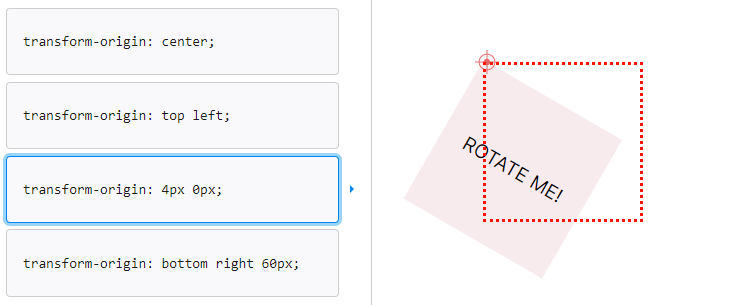 transform-origin: center;
transform-origin: top left;
transform-origin: 4px 0px;
transform-origin: bottom right 60px;
ROTATE ME!